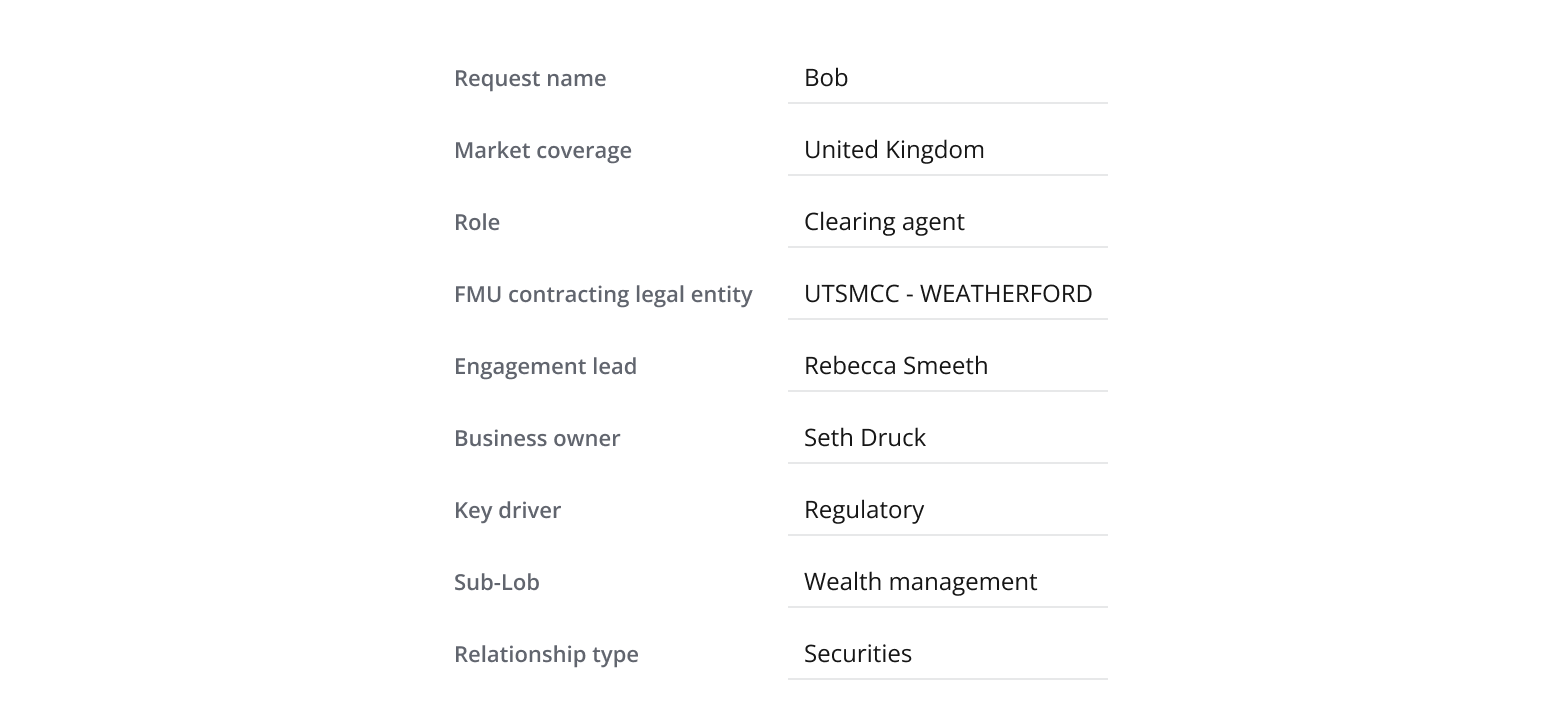 Request name Bob
Market coverage United Kingdom
Role Clearing agent
FMU contracting legal entity UTSMCC - WEATHERFORD
Engagement lead Rebecca Smeeth
Business owner Seth Druck
Key driver Regulatory
Sub-Lob Wealth management
Relationship type Securities